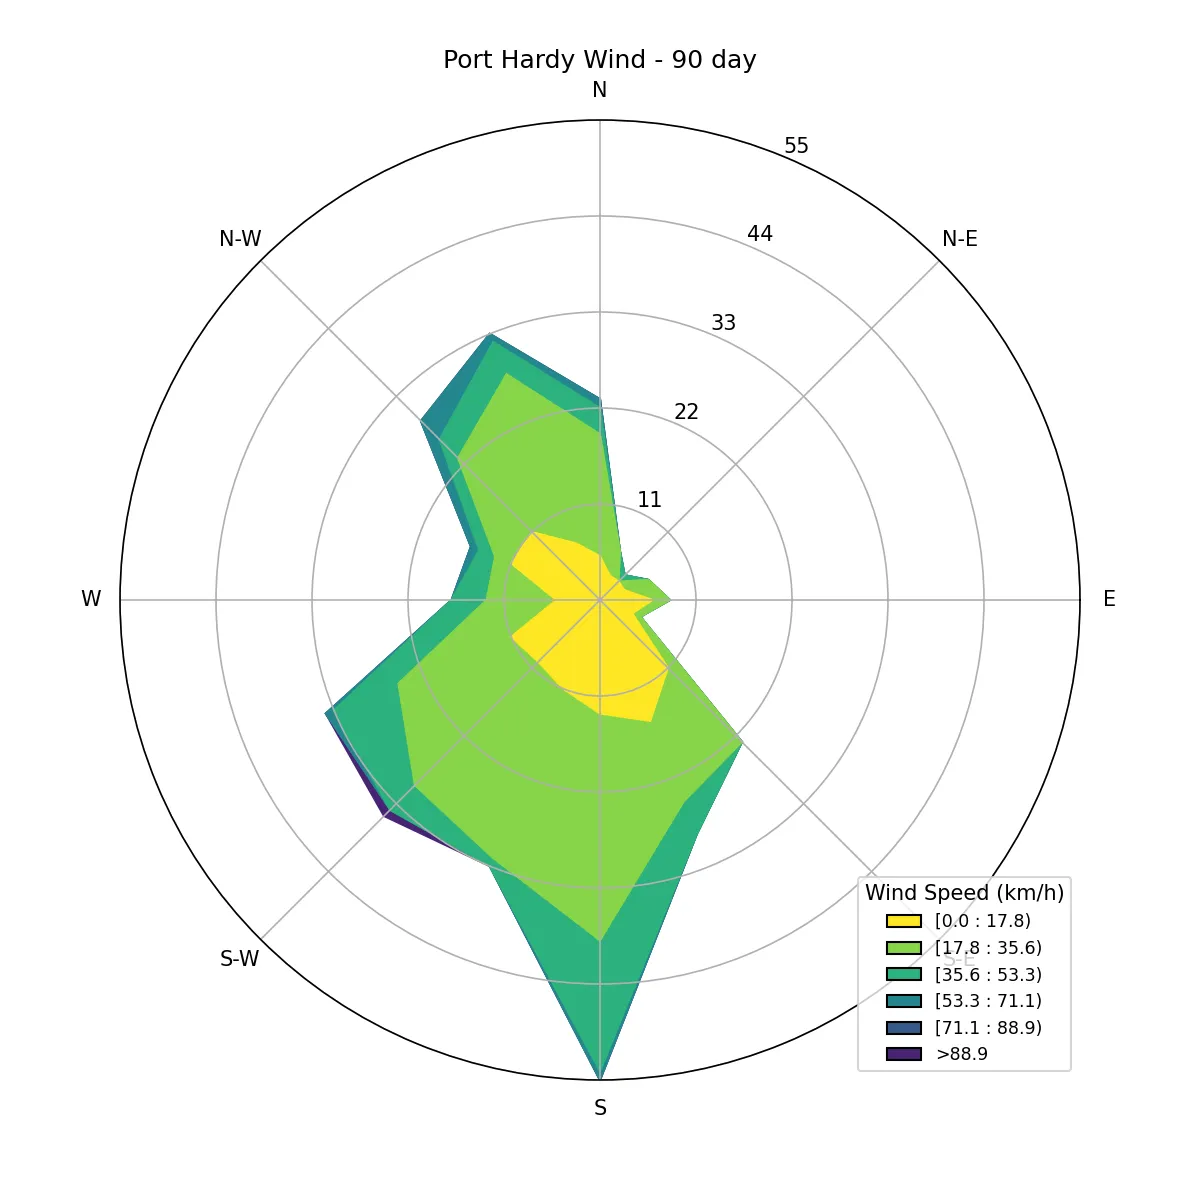 Port Hardy Wind - 90 day
N
55
N-W
44
N-E
33
22
11
W
E
Wind Speed (km/h)
[0.0 : 17.8)
[17.8 : 35.6)
S-W
S-E
[35.6 : 53.3)
[53.3 : 71.1)
[71.1 : 88.9)
>88.9
S